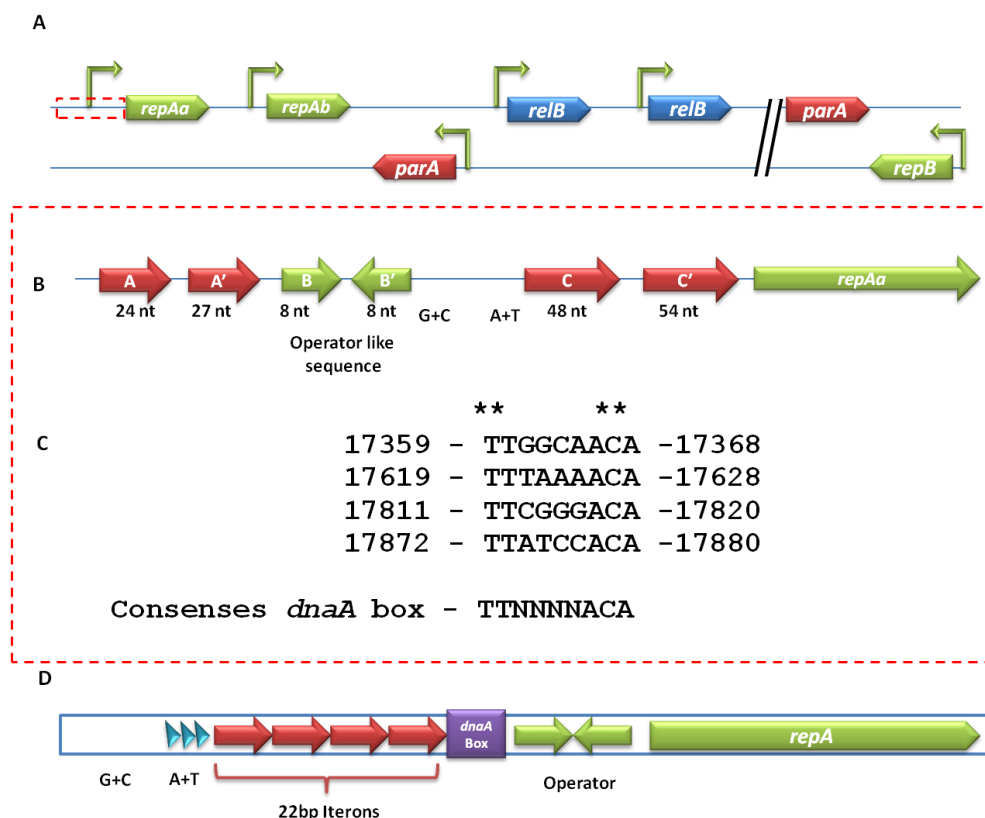 A
repAa
repAb
relB
relB
parA
parA
repB
B
A
A'
B
B'
C
C'
repAa
24 nt
27 nt
8 nt
8 nt
G+C
A+T
48 nt
54 nt
Operator like
sequence
C
** **
17359 - TTGGCAACA -17368
17619 - TTTAAAACA -17628
17811 - TTCGGGACA -17820
17872 - TTATCCACA -17880
Consenses dnaA box - TTNNNNACA
D
dnaA
Box
repA
G+C
A+T
Operator
22bp Iterons